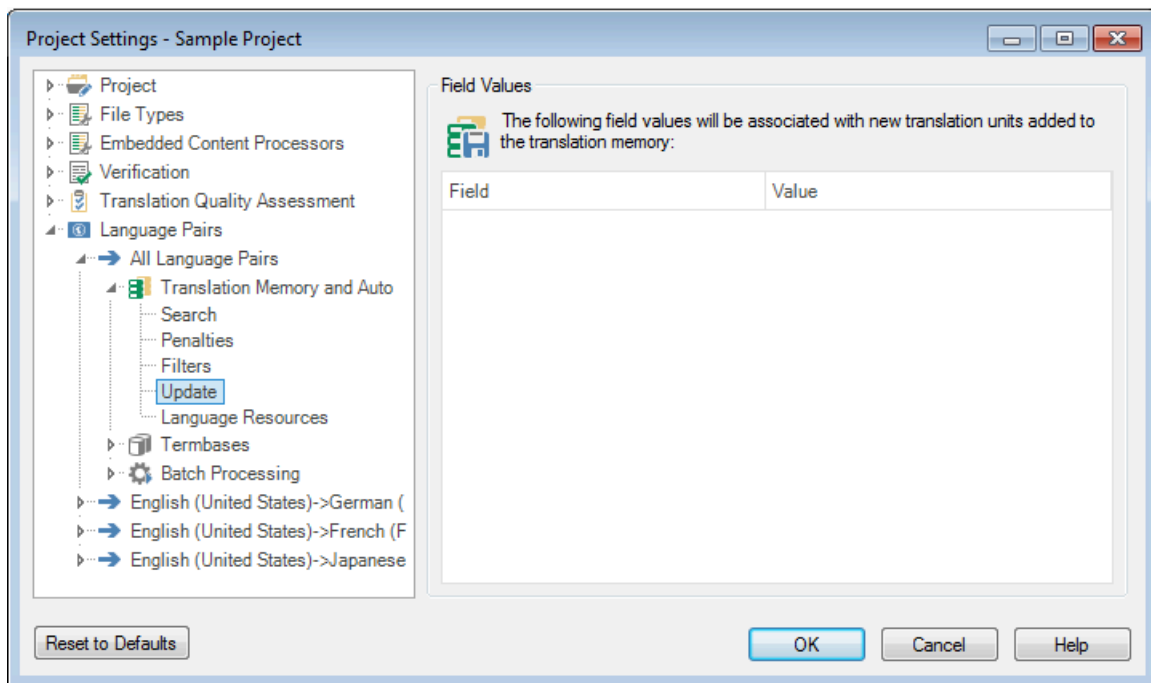 Project Settings - Sample Project
Project
File Types
Embedded Content Processors
Verification
Translation Quality Assessment
Language Pairs
All Language Pairs
Translation Memory and Auto
Search
Penalties
Filters
Update
Language Resources
Termbases
Batch Processing
English (United States)->German (
English (United States)->French (F
English (United States)->Japanese
Field Values
The following field values will be associated with new translation units added to
the translation memory:
Field Value
Reset to Defaults
OK Cancel Help